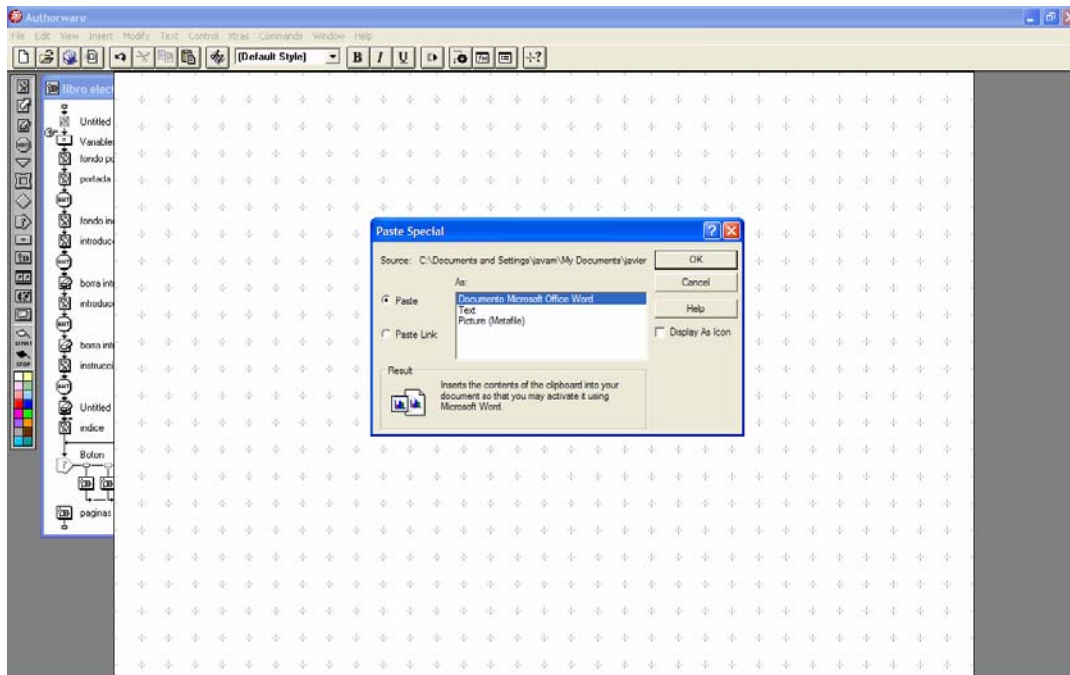 Authorware
File Edit View Insert Modify Text Control Xtras Commands Window Help
(Default Style)
B I U
libro elect
Untitled
Variable
fondo po
portada
fondo in
introduc
borra int
introduc
borra int
instrucci
Untitled
indice
Boton
paginas
Paste Special
Source: C:\Documents and Settings\javam\My Documents\javier
OK
As:
Cancel
Paste
Documento Microsoft Office Word
Text
Help
Picture (Metafile)
Paste Link
Display As Icon
Result
Inserts the contents of the clipboard into your
document so that you may activate it using
Microsoft Word.